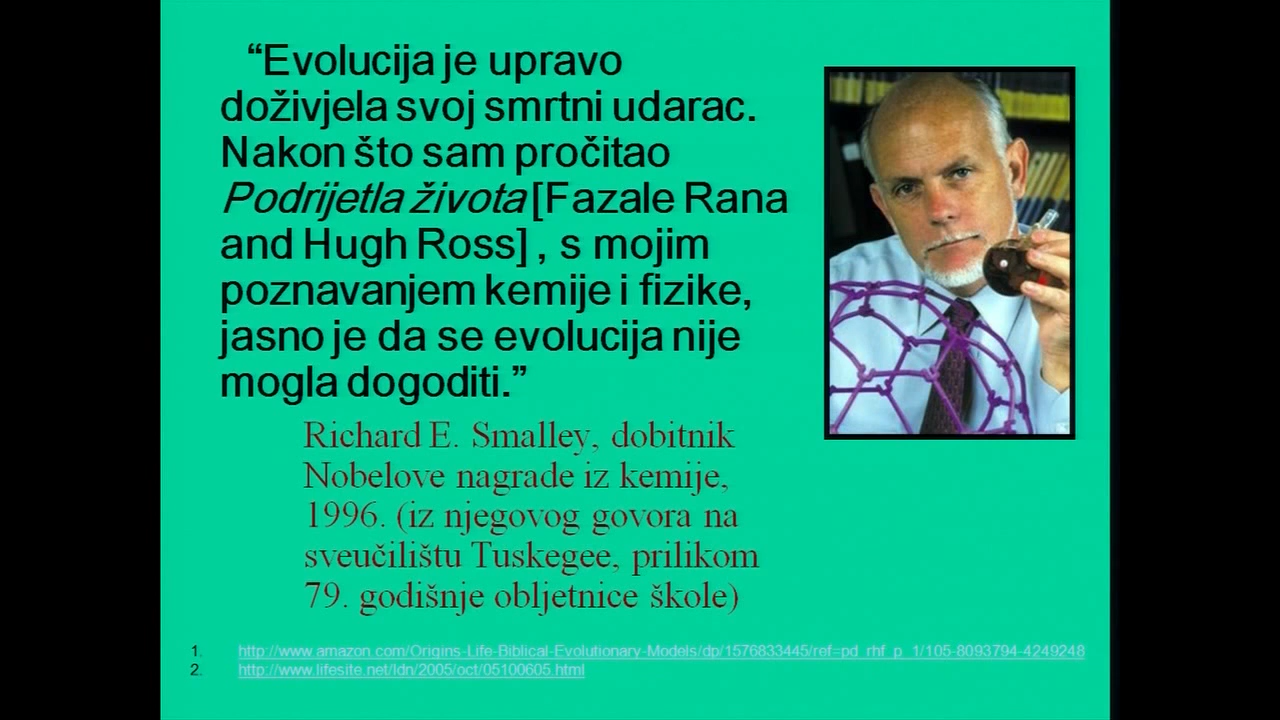 “Evolucija je upravo
doživjela svoj smrtni udarac.
Nakon što sam pročitao
Podrijetla života [Fazale Rana
and Hugh Ross] , s mojim
poznavanjem kemije i fizike,
jasno je da se evolucija nije
mogla dogoditi.”
Richard E. Smalley, dobitnik
Nobelove nagrade iz kemije,
1996. (iz njegovog govora na
sveučilištu Tuskegee, prilikom
79. godišnje obljetnice škole)
1. http://www.amazon.com/Origins-Life-Biblical-Evolutionary-Models/dp/1576833445/ref=pd_rhf_p_1/105-8093794-4249248
2. http://www.lifesite.net/ldn/2005/oct/05100605.html